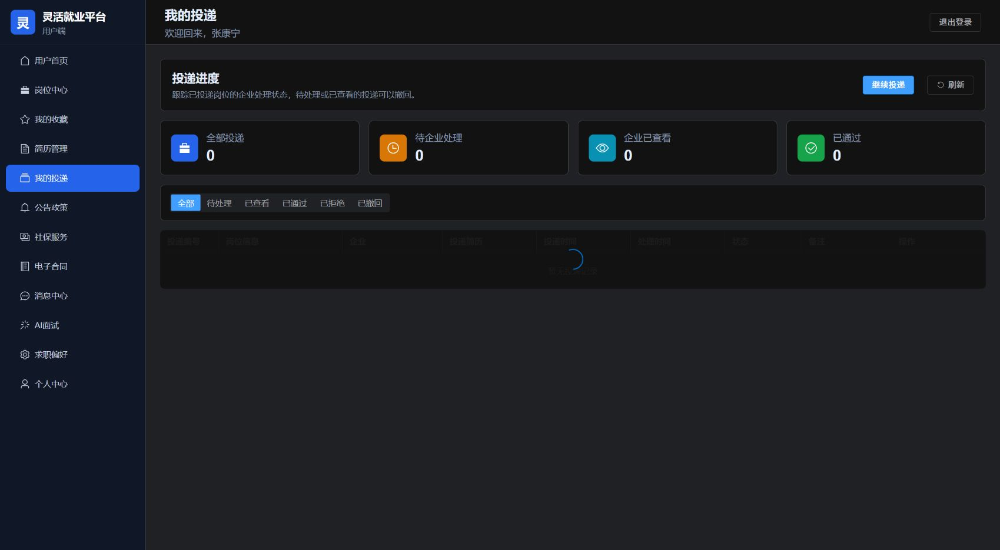 灵
灵活就业平台
用户端
用户首页
岗位中心
我的收藏
简历管理
我的投递
公告政策
社保服务
电子合同
消息中心
AI面试
求职偏好
个人中心
我的投递
欢迎回来，张康宁
退出登录
投递进度
跟踪已投递岗位的企业处理状态，待处理或已查看的投递可以撤回。
继续投递
刷新
全部投递
0
待企业处理
0
企业已查看
0
已通过
0
全部 待处理 已查看 已通过 已拒绝 已撤回
投递编号 岗位信息 企业 投递简历 投递时间 处理时间 状态 备注 操作
暂无投递记录